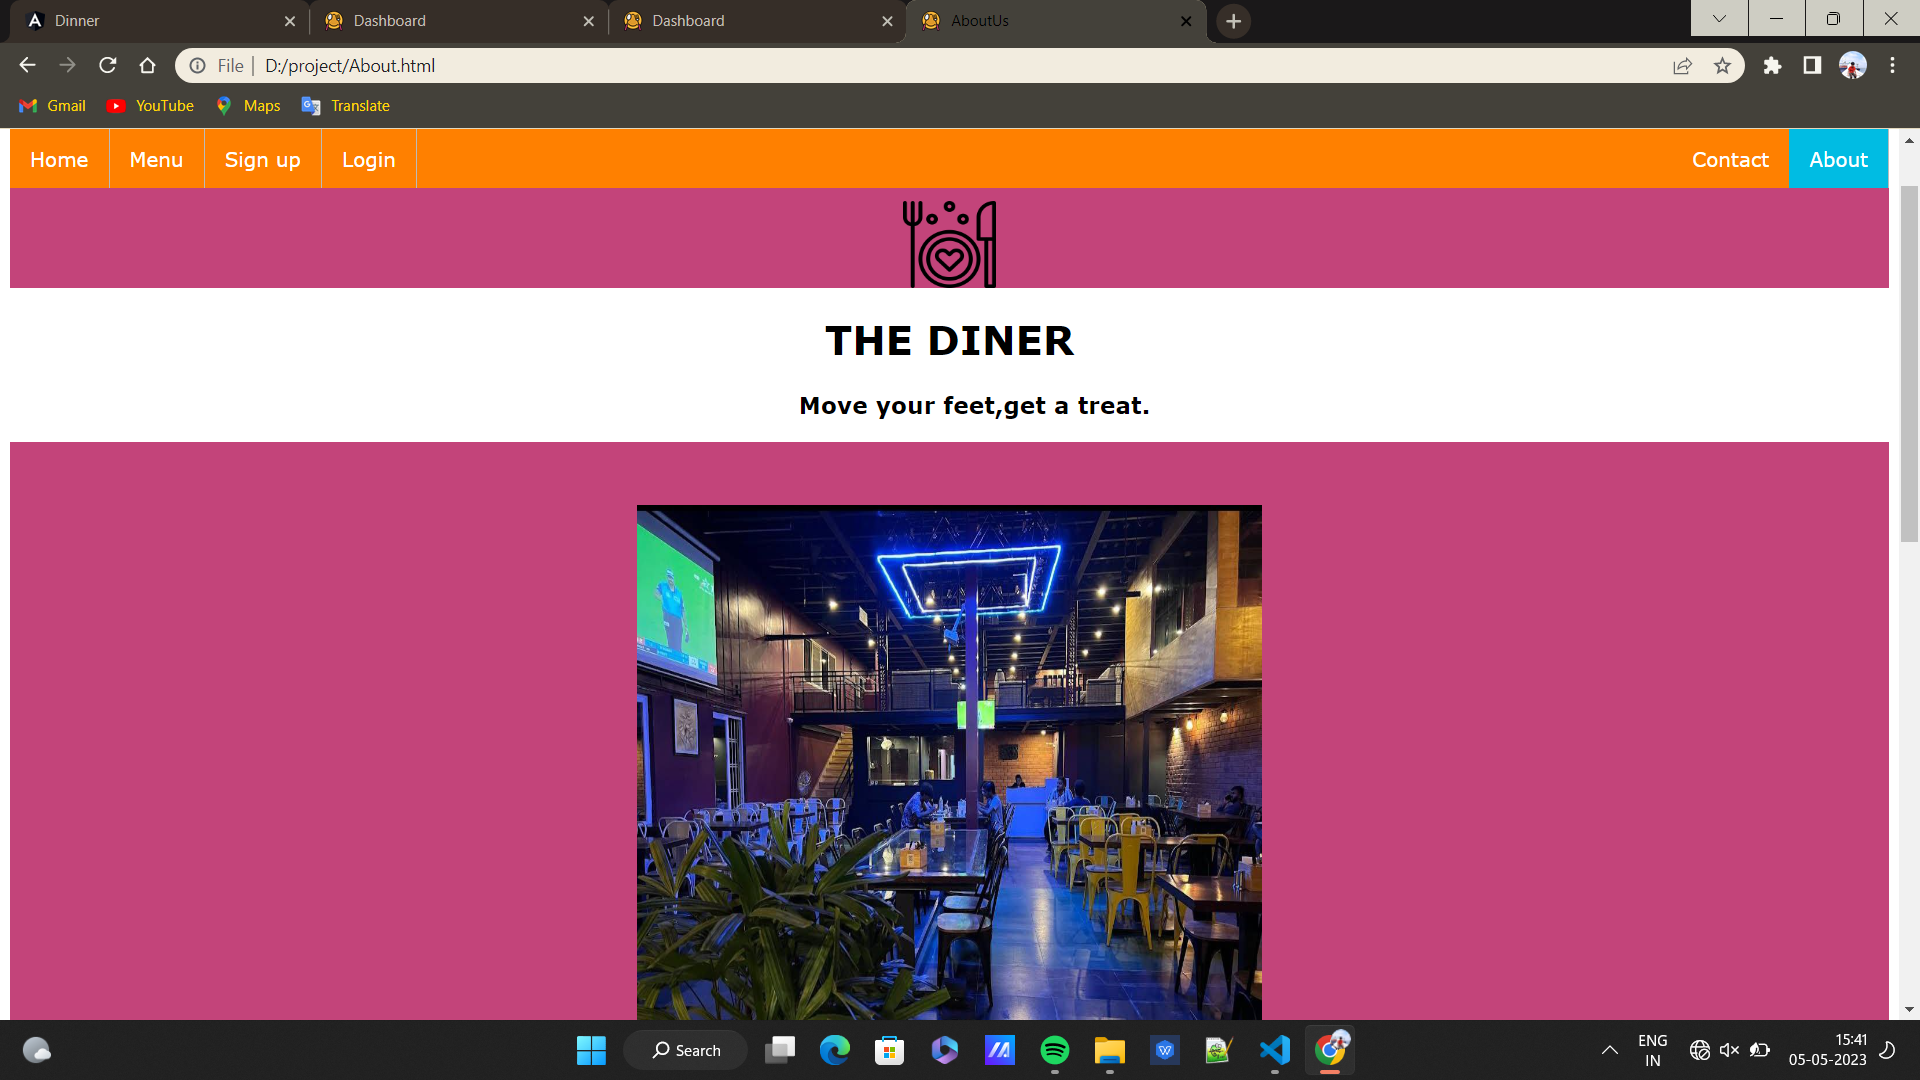 Dinner
Dashboard
Dashboard
AboutUs
File | D:/project/About.html
Gmail
YouTube
Maps
Translate
Home
Menu
Sign up
Login
Contact
About
THE DINER
Move your feet,get a treat.
Search
ENG
IN
15:41
05-05-2023